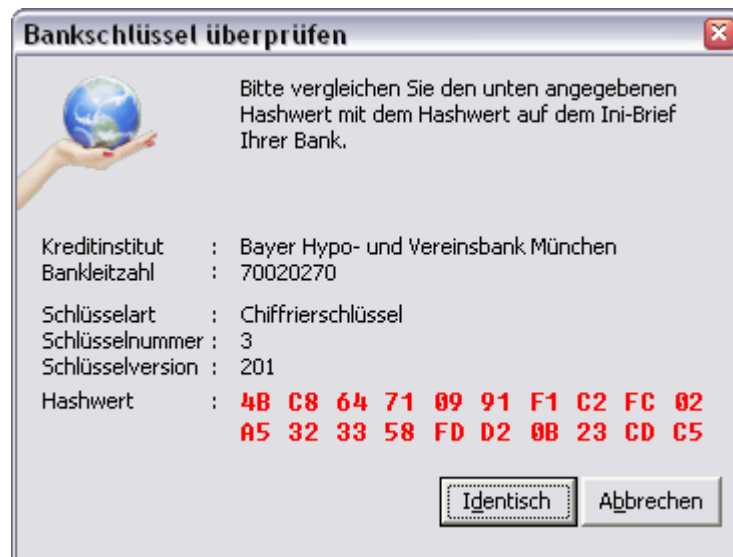 Bankschlüssel überprüfen
Bitte vergleichen Sie den unten angegebenen
Hashwert mit dem Hashwert auf dem Ini-Brief
Ihrer Bank.
Kreditinstitut : Bayer Hypo- und Vereinsbank München
Bankleitzahl : 70020270
Schlüsselart : Chiffrierschlüssel
Schlüsselnummer : 3
Schlüsselversion : 201
Hashwert : 4B C8 64 71 09 91 F1 C2 FC 02
A5 32 33 58 FD D2 0B 23 CD C5
Identisch Abbrechen